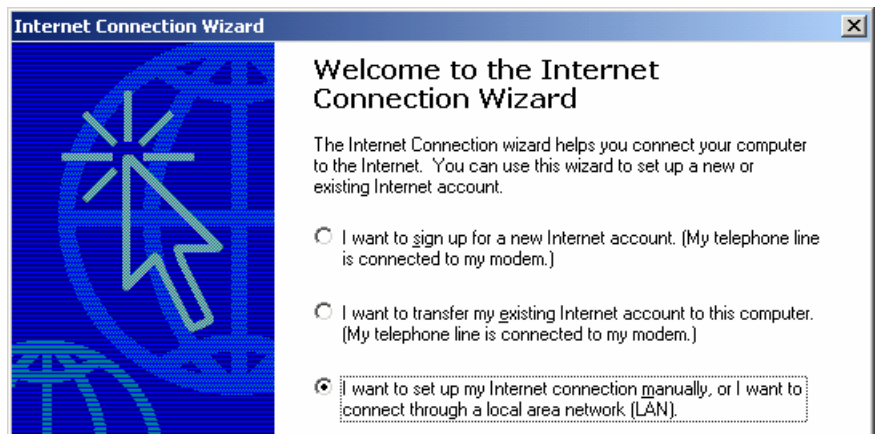 Internet Connection Wizard
Welcome to the Internet
Connection Wizard
The Internet Connection wizard helps you connect your computer
to the Internet. You can use this wizard to set up a new or
existing Internet account.
I want to sign up for a new Internet account. (My telephone line
is connected to my modem.)
I want to transfer my existing Internet account to this computer.
(My telephone line is connected to my modem.)
I want to set up my Internet connection manually, or I want to
connect through a local area network (LAN).